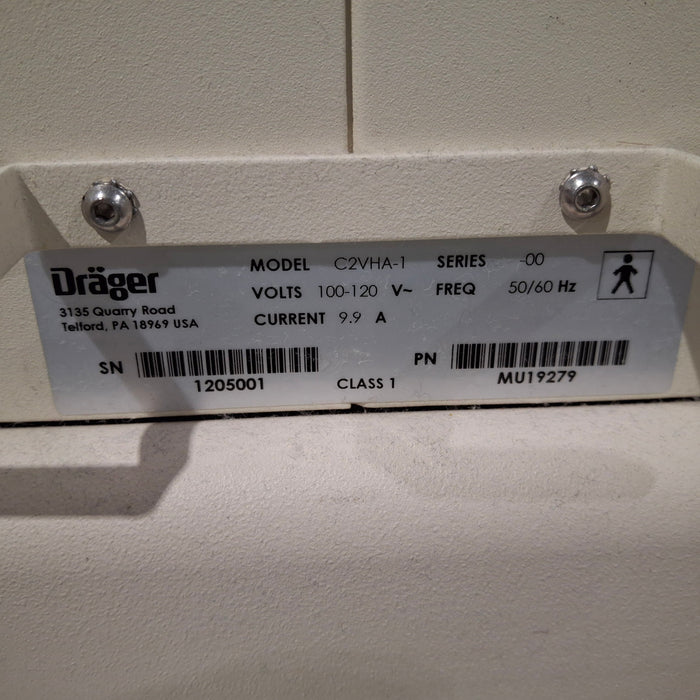 Dräger
3135 Quarry Road
Telford, PA 18969 USA
MODEL C2VHA-1 SERIES -00
VOLTS 100-120 V~ FREQ 50/60 Hz
CURRENT 9.9 A
SN 1205001
CLASS 1
PN MU19279